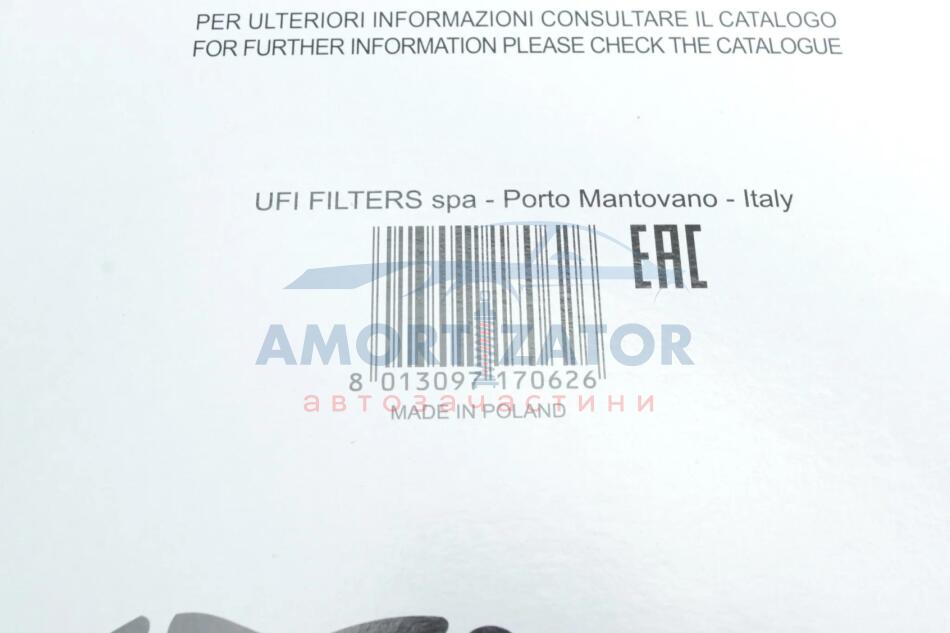 PER ULTERIORI INFORMAZIONI CONSULTARE IL CATALOGO
FOR FURTHER INFORMATION PLEASE CHECK THE CATALOGUE
UFI FILTERS spa - Porto Mantovano - Italy
EAC
AMORTIZATOR
8 013097 170626
автозачастини
MADE IN POLAND